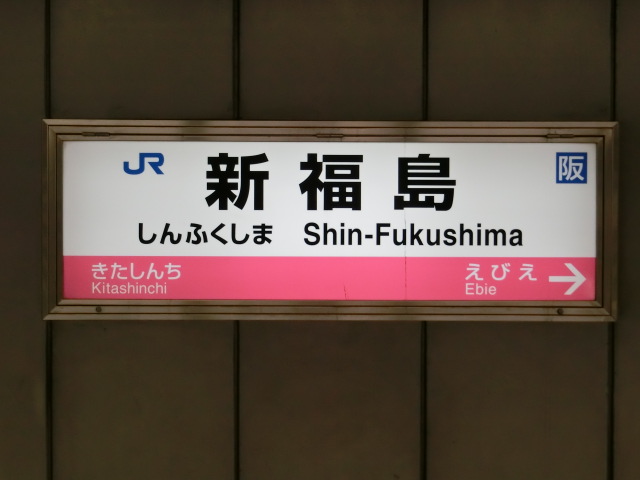 JR 新福島 阪
しんふくしま Shin-Fukushima
きたしんち えびえ
Kitashinchi Ebie